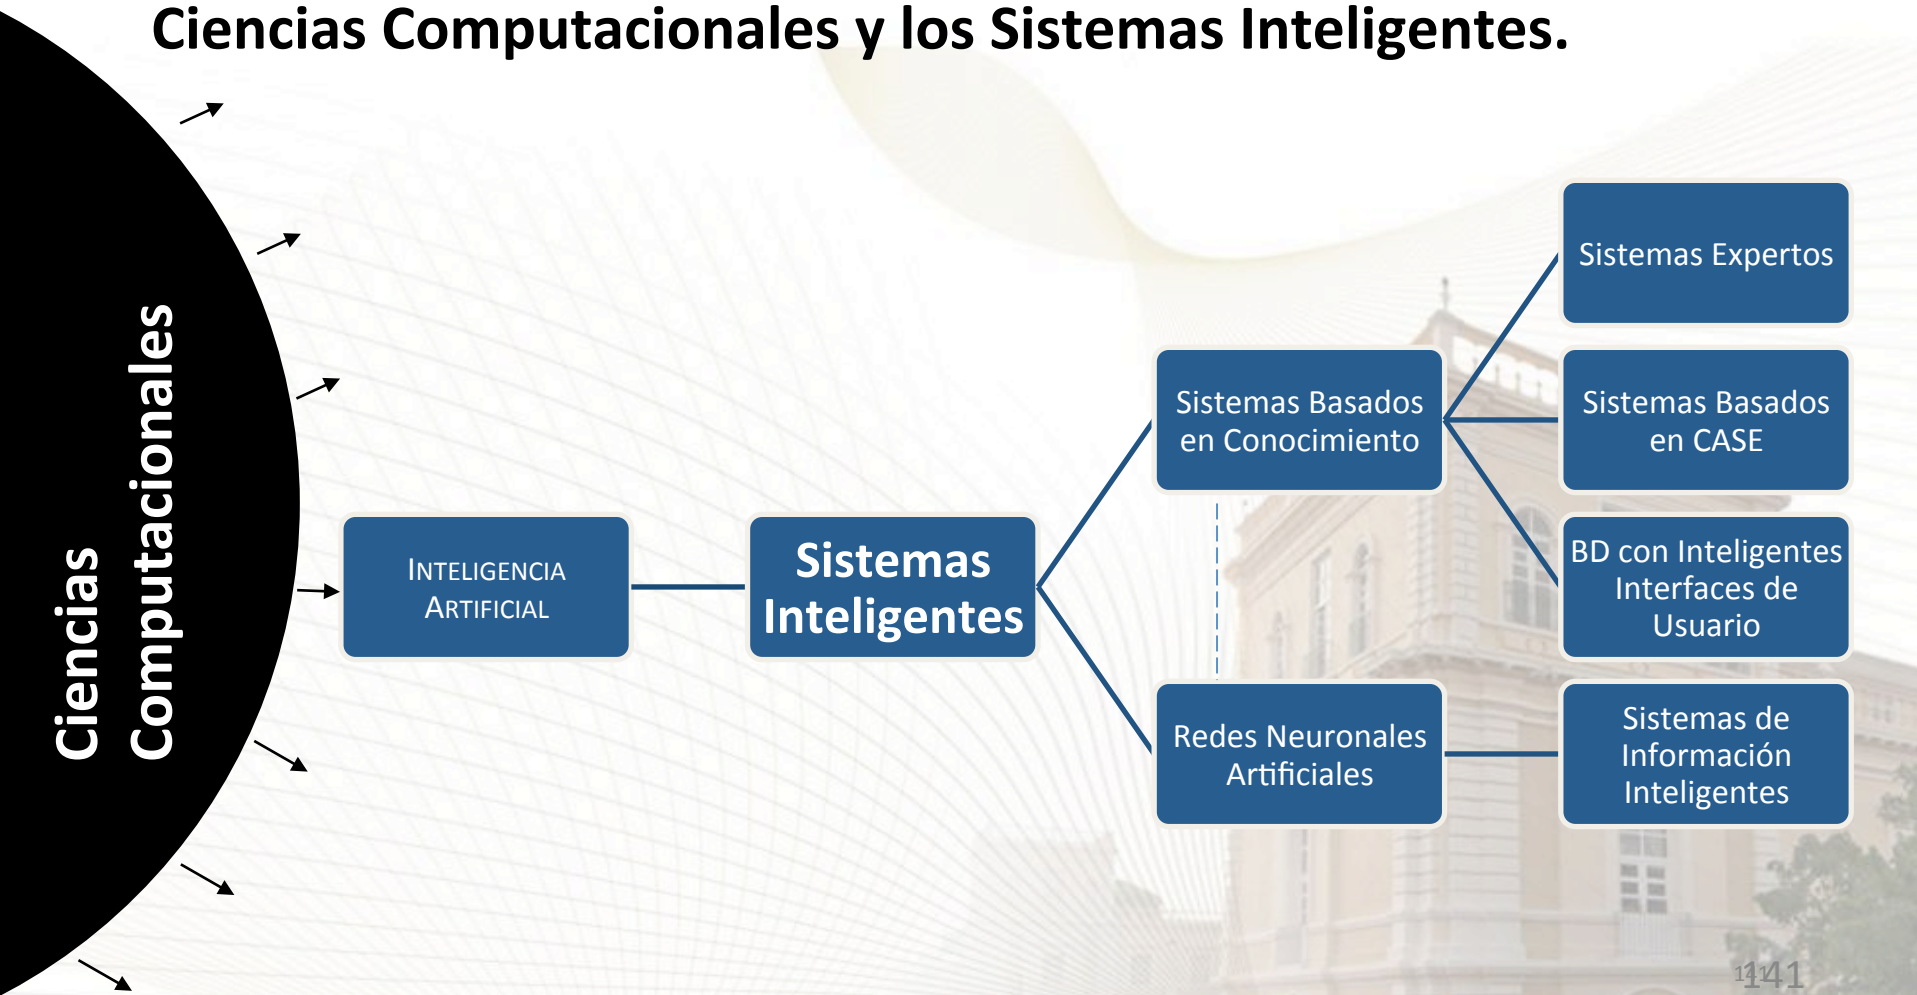 Ciencias Computacionales y los Sistemas Inteligentes.
Ciencias
Computacionales
INTELIGENCIA
ARTIFICIAL
Sistemas
Inteligentes
Sistemas Basados
en Conocimiento
Redes Neuronales
Artificiales
Sistemas Expertos
Sistemas Basados
en CASE
BD con Inteligentes
Interfaces de
Usuario
Sistemas de
Información
Inteligentes
141